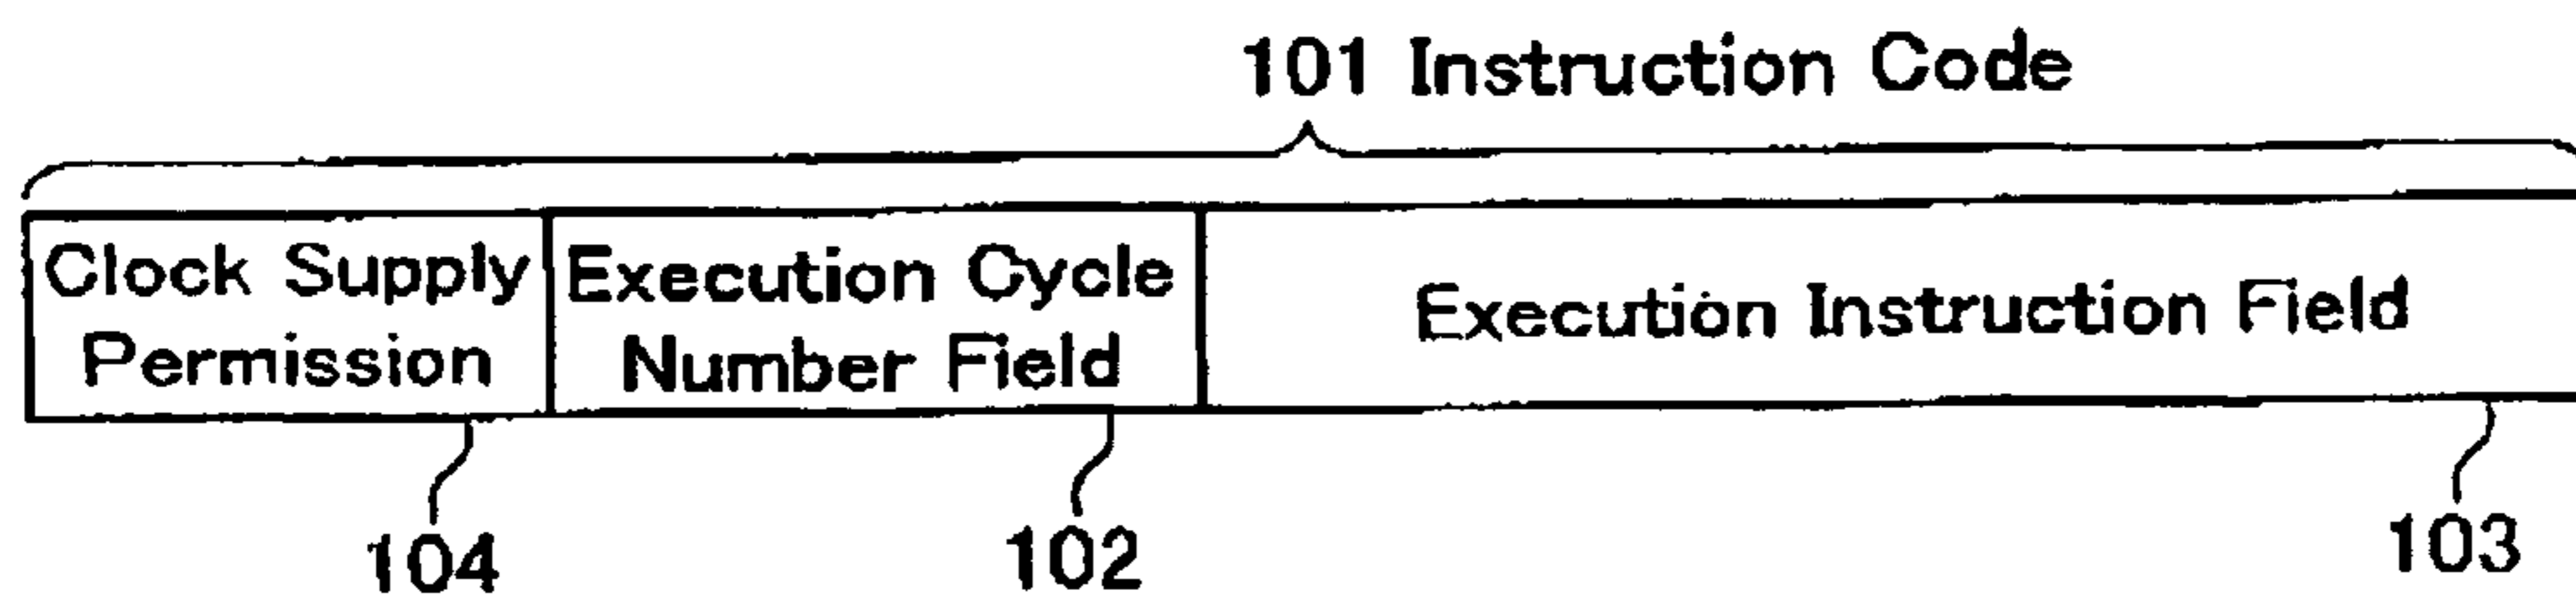 101 Instruction Code
Clock Supply
Permission
Execution Cycle
Number Field
Execution Instruction Field
104
102
103